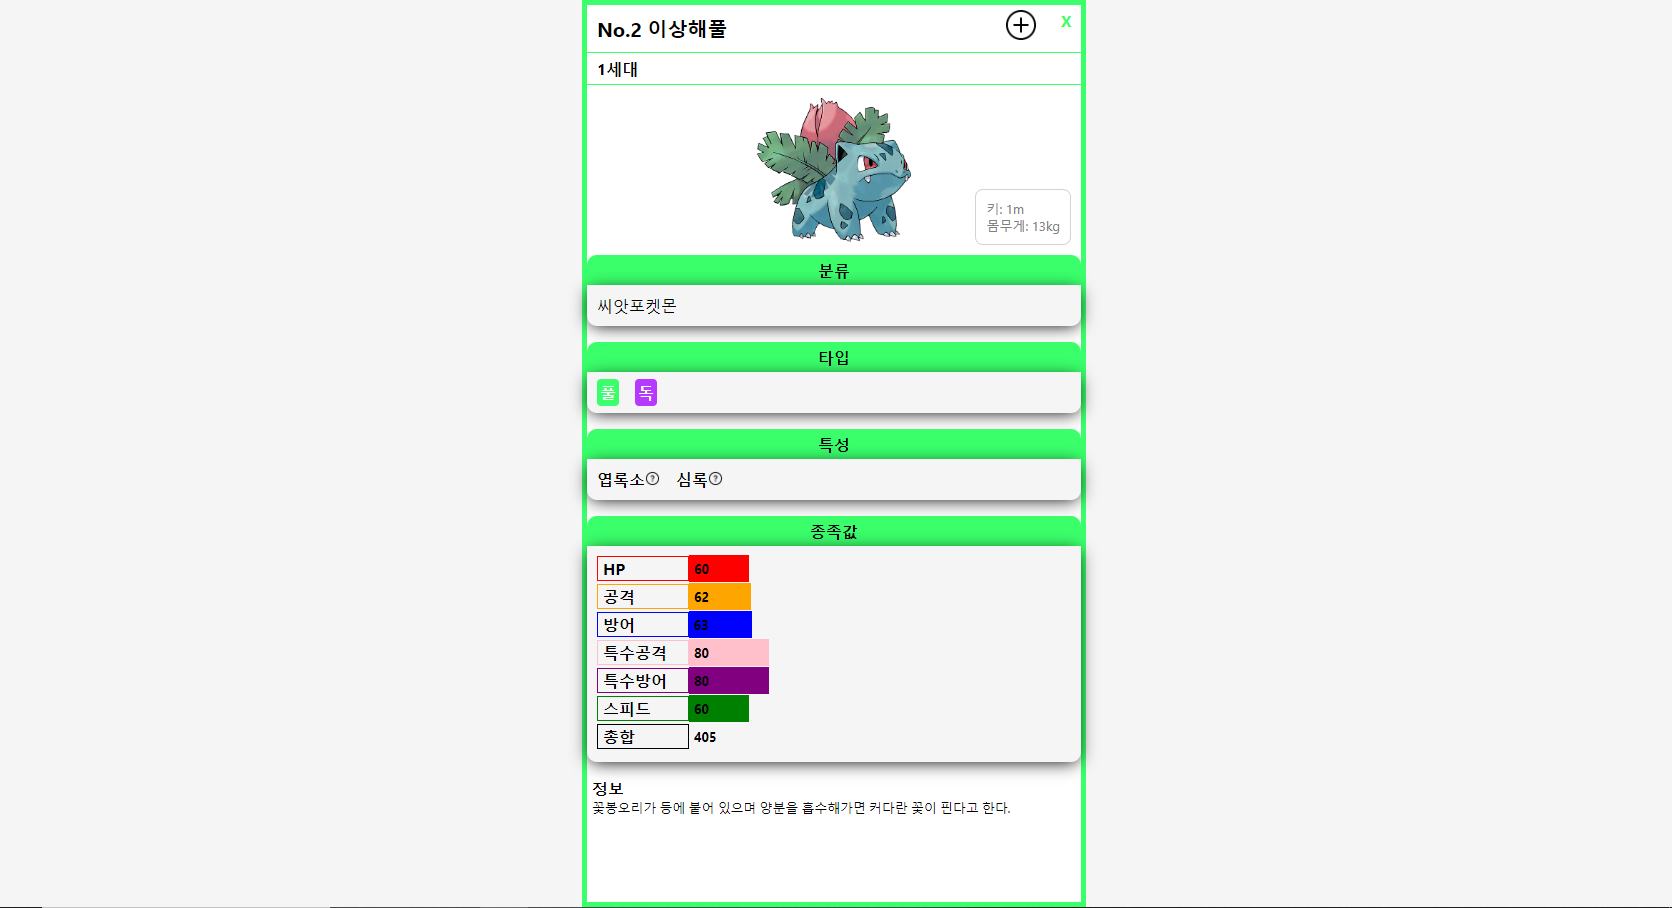 No.2 이상해풀
X
1세대
키: 1m
몸무게: 13kg
분류
씨앗포켓몬
타입
풀 독
특성
엽록소? 심록?
종족값
HP 60
공격 62
방어 63
특수공격 80
특수방어 80
스피드 60
총합 405
정보
꽃봉오리가 등에 붙어 있으며 양분을 흡수해가면 커다란 꽃이 핀다고 한다.